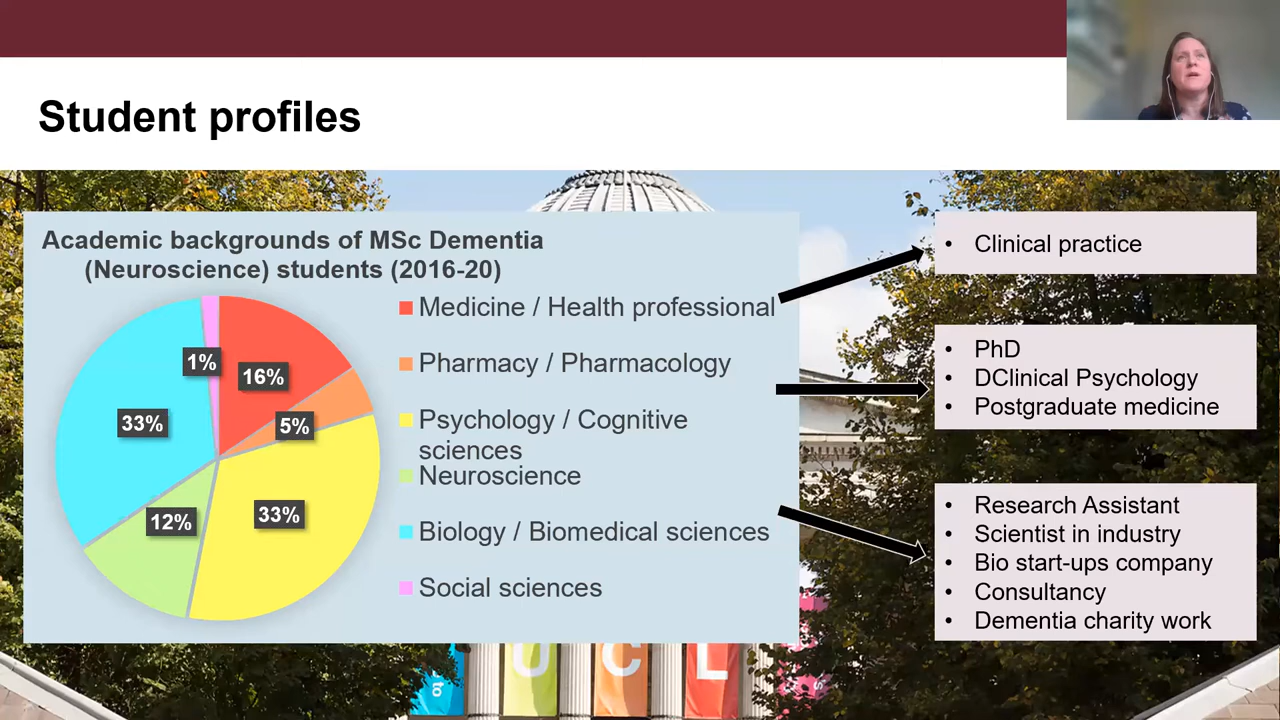 Student profiles
Academic backgrounds of MSc Dementia
(Neuroscience) students (2016-20)
1%
16%
33%
5%
12%
33%
Medicine / Health professional
Pharmacy / Pharmacology
Psychology / Cognitive
sciences
Neuroscience
Biology / Biomedical sciences
Social sciences
• Clinical practice
• PhD
• DClinical Psychology
• Postgraduate medicine
• Research Assistant
• Scientist in industry
• Bio start-ups company
• Consultancy
• Dementia charity work
to
U
C
L